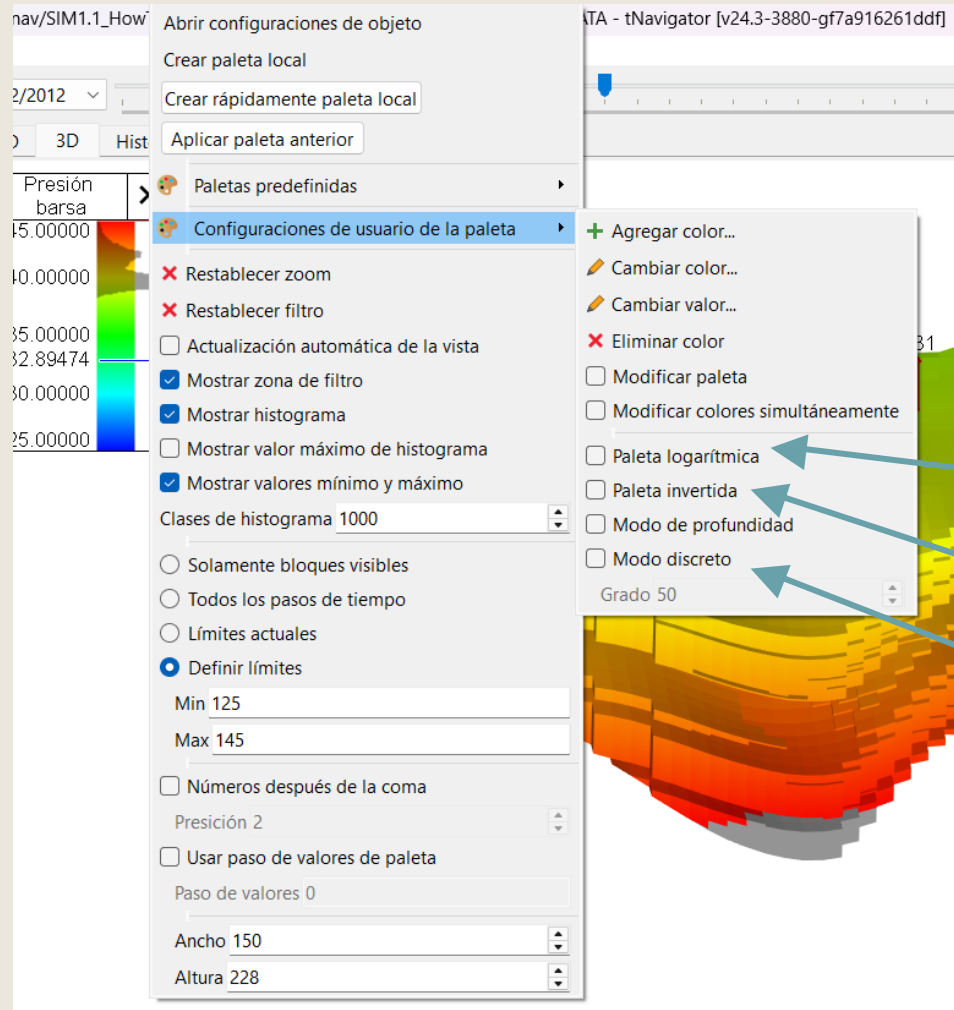 nav/SIM1.1_How
ATA - tNavigator [v24.3-3880-gf7a916261ddf]
2/2012
3D
Hist
Presión
barsa
45.00000
40.00000
35.00000
32.89474
30.00000
25.00000
Abrir configuraciones de objeto
Crear paleta local
Crear rápidamente paleta local
Aplicar paleta anterior
Paletas predefinidas
Configuraciones de usuario de la paleta
Restablecer zoom
Restablecer filtro
Actualización automática de la vista
Mostrar zona de filtro
Mostrar histograma
Mostrar valor máximo de histograma
Mostrar valores mínimo y máximo
Clases de histograma 1000
Solamente bloques visibles
Todos los pasos de tiempo
Límites actuales
Definir límites
Min 125
Max 145
Números después de la coma
Presición 2
Usar paso de valores de paleta
Paso de valores 0
Ancho 150
Altura 228
Agregar color...
Cambiar color...
Cambiar valor...
Eliminar color
Modificar paleta
Modificar colores simultáneamente
Paleta logarítmica
Paleta invertida
Modo de profundidad
Modo discreto
Grado 50
31